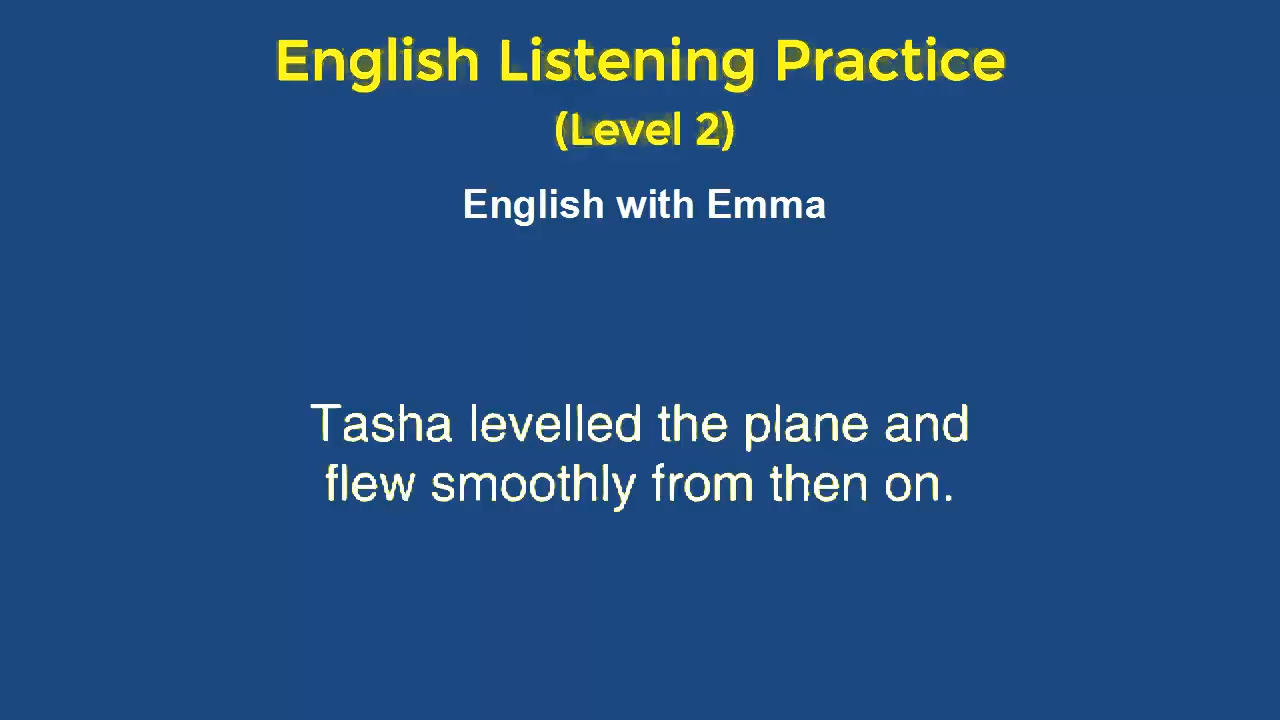 English Listening Practice
(Level 2)
English with Emma
Tasha levelled the plane and
flew smoothly from then on.